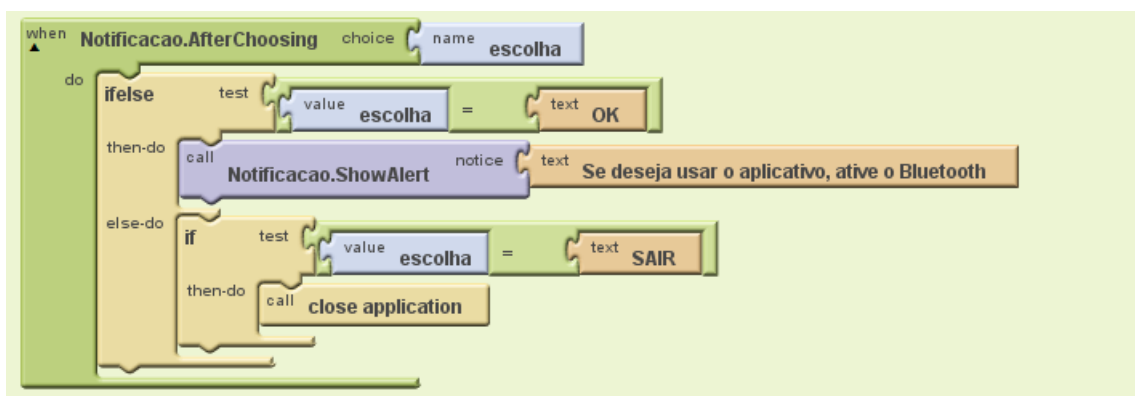 when Notificacao.AfterChoosing choice name escolha
do
ifelse test value escolha = text OK
then-do call Notificacao.ShowAlert notice text Se deseja usar o aplicativo, ative o Bluetooth
else-do if test value escolha = text SAIR
then-do call close application